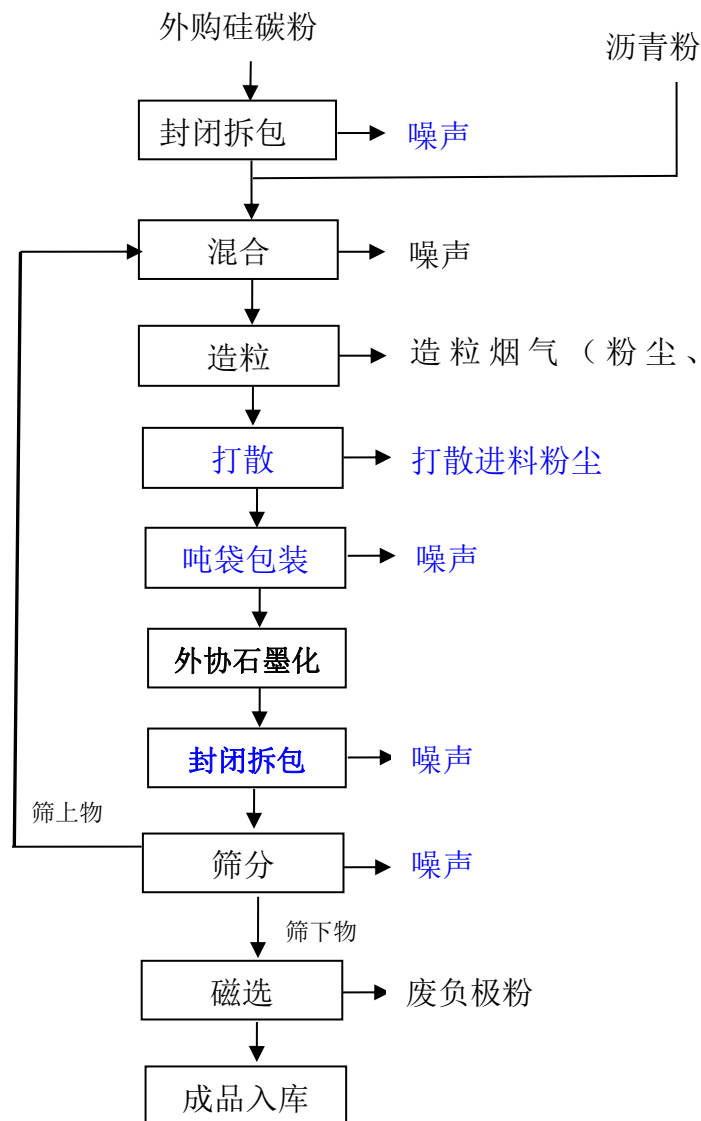 外购硅碳粉
沥青粉
封闭拆包
噪声
混合
噪声
造粒
造粒烟气（粉尘、
打散
打散进料粉尘
吨袋包装
噪声
外协石墨化
封闭拆包
噪声
筛上物
筛分
噪声
筛下物
磁选
废负极粉
成品入库